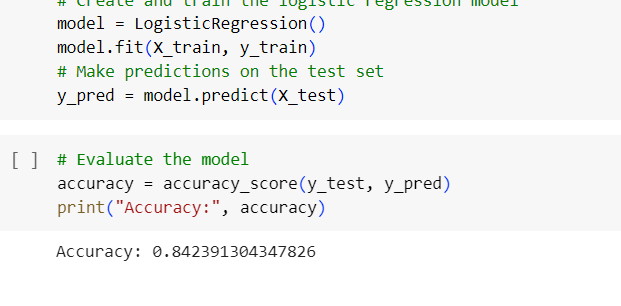 # Create and train the logistic regression model
model = LogisticRegression()
model.fit(X_train, y_train)
# Make predictions on the test set
y_pred = model.predict(X_test)
[ ] # Evaluate the model
accuracy = accuracy_score(y_test, y_pred)
print("Accuracy:", accuracy)
Accuracy: 0.842391304347826